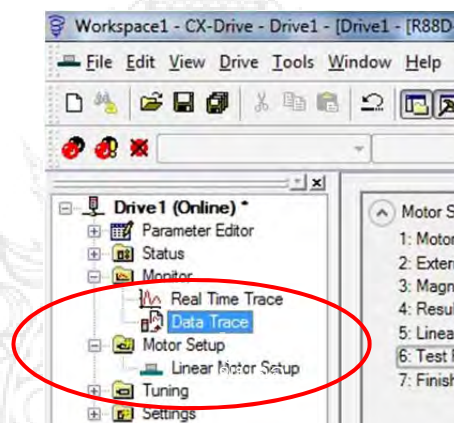 Workspace1 - CX-Drive - Drive1 - [Drive1 - [R88D-
File Edit View Drive Tools Window Help
Drive1 (Online) *
Parameter Editor
Status
Monitor
Real Time Trace
Data Trace
Motor Setup
Linear Motor Setup
Tuning
Settings
Motor S
1: Motor
2: Extern
3: Magn
4: Resul
5: Linea
6: Test
7: Finish